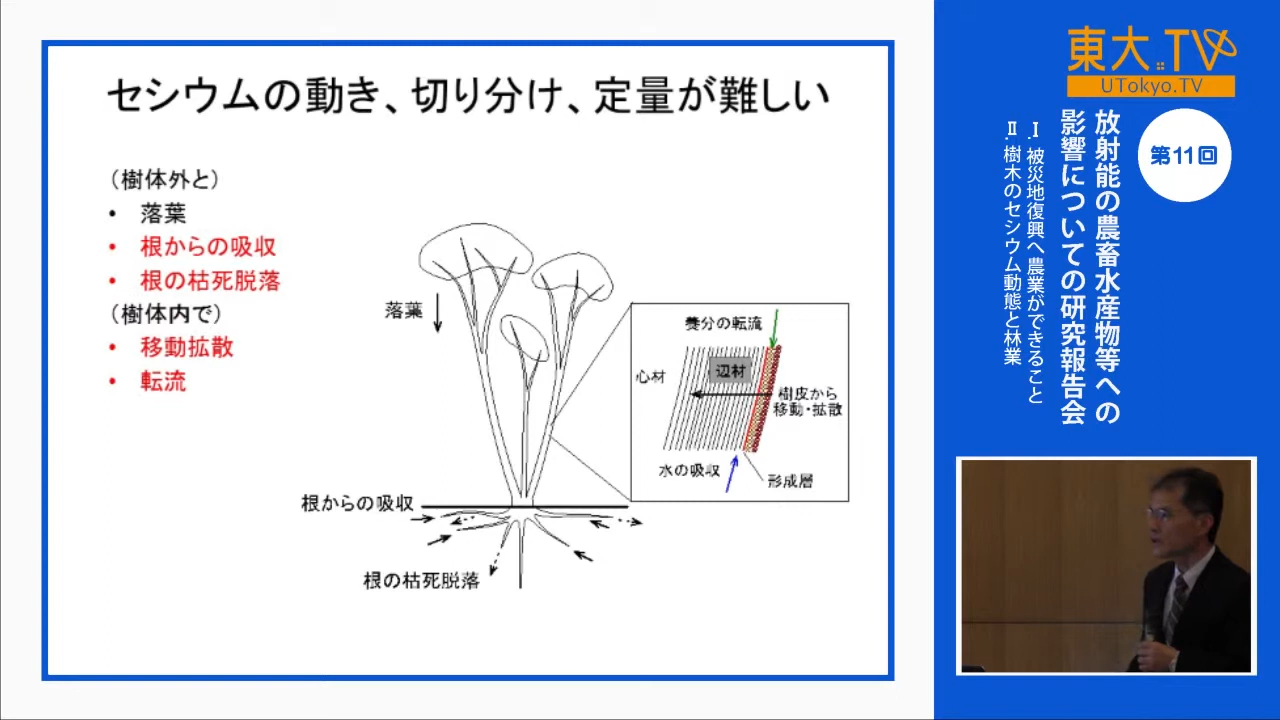 セシウムの動き、切り分け、定量が難しい
（樹体外と）
• 落葉
• 根からの吸収
• 根の枯死脱落
（樹体内で）
• 移動拡散
• 転流
落葉
養分の転流
心材
辺材
樹皮から
移動・拡散
水の吸収
形成層
根からの吸収
根の枯死脱落
東大.TV
UTokyo.TV
第11回
放射能の農畜水産物等への
影響についての研究報告会
Ⅰ. 被災地復興へ農業ができること
Ⅱ. 樹木のセシウム動態と林業